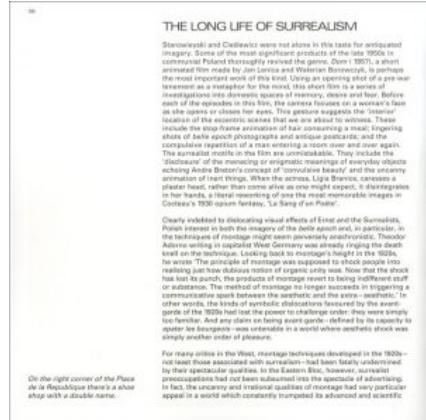 THE LONG LIFE OF SURREALISM
Starowieyski and Cieślewicz were not alone in this taste for antiquated
imagery. Some of the most significant products of the late 1950s in
communist Poland thoroughly revived the genre. Dom ( 1957), a short
animated film made by Jan Lenica and Walerian Borowczyk, is perhaps
the most important work of this kind. Using an opening shot of a pre-war
tenement as a metaphor for the mind, this short film is a series of
investigations into domestic spaces of memory, desire and fear. Before
each of the episodes in this film, the camera focuses on a woman's face
as she opens or closes her eyes. This gesture suggests the 'interior'
location of the eccentric scenes that we are about to witness. These
include the stop-frame animation of hair consuming a meal; lingering
shots of belle epoch photographs and antique postcards; and the
compulsive repetition of a man entering a room over and over again.
The surrealist motifs in the film are unmistakable. They include the
'disclosure' of the menacing or enigmatic meanings of everyday objects
echoing Andre Breton's concept of 'convulsive beauty' and the uncanny
animation of inert things. When the actress, Ligia Branice, caresses a
plaster head, rather than come alive as one might expect, it disintegrates
in her hands, a literal reworking of one the most memorable images in
Cocteau's 1930 opium fantasy, 'Le Sang d'un Poète'.
Clearly indebted to dislocating visual effects of Ernst and the Surrealists,
Polish interest in both the imagery of the belle epoch and, in particular, in
the techniques of montage might seem perversely anachronistic. Theodor
Adorno writing in capitalist West Germany was already ringing the death
knell on the technique. Looking back to montage's height in the 1920s,
he wrote 'The principle of montage was supposed to shock people into
realising just how dubious notion of organic unity was. Now that the shock
has lost its punch, the products of montage revert to being indifferent stuff
or substance. The method of montage no longer succeeds in triggering a
communicative spark between the aesthetic and the extra-aesthetic.' In
other words, the kinds of symbolic dislocations favoured by the avant-
garde of the 1920s had lost the power to challenge order: they were simply
too familiar. And any claim on being avant-garde–defined by its capacity to
epater les bourgeois–was untenable in a world where aesthetic shock was
simply another order of pleasure.
For many critics in the West, montage techniques developed in the 1920s–
not least those associated with surrealism–had been fatally undermined
by their spectacular qualities. In the Eastern Bloc, however, surrealist
preoccupations had not been subsumed into the spectacle of advertising.
In fact, the uncanny and irrational qualities of montage had very particular
appeal in a world which constantly trumpeted its advanced and scientific
On the right corner of the Place
de la Republique there's a shoe
shop with a double name.